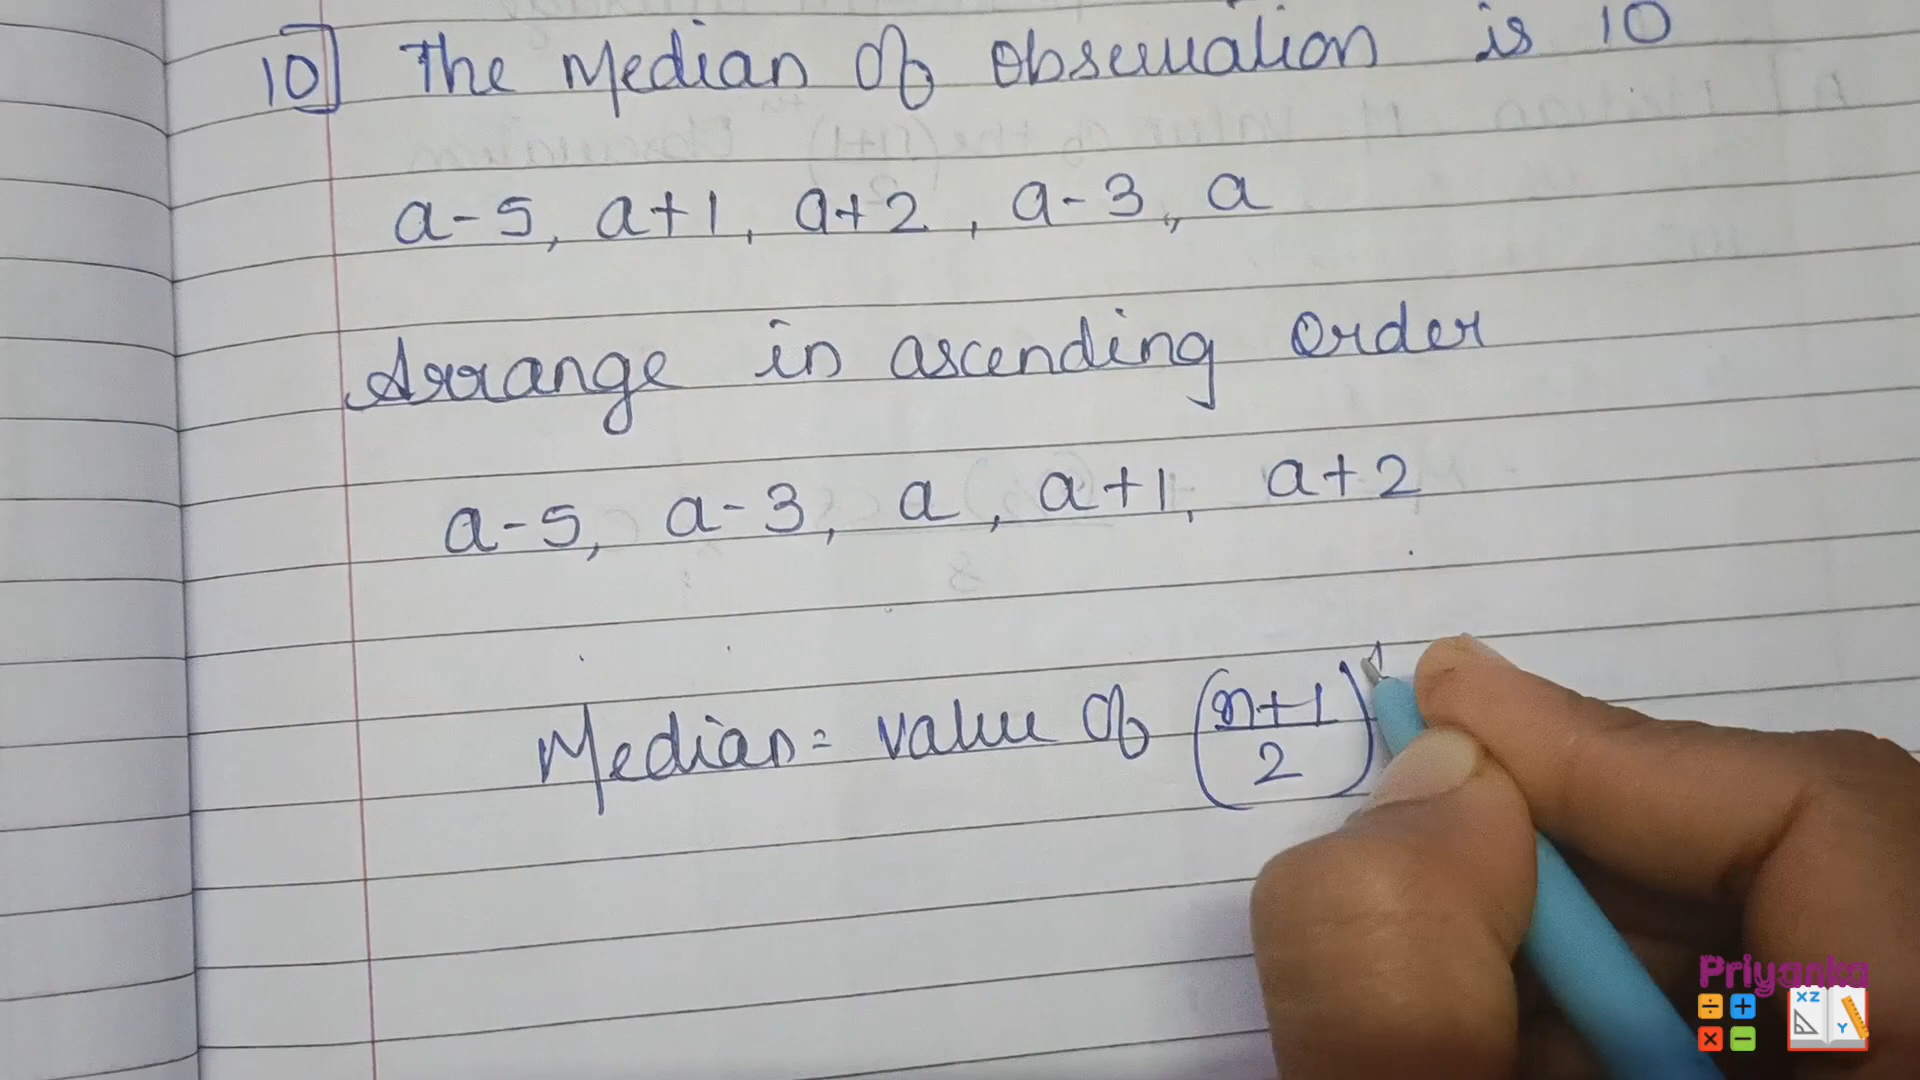 10] The Median Of Observation is 10
a-5, a+1, a+2, a-3, a
Arrange in ascending Order
a-5, a-3, a, a+1, a+2
Median = value Of (n+1/2)
Priyanka
XZ
Y